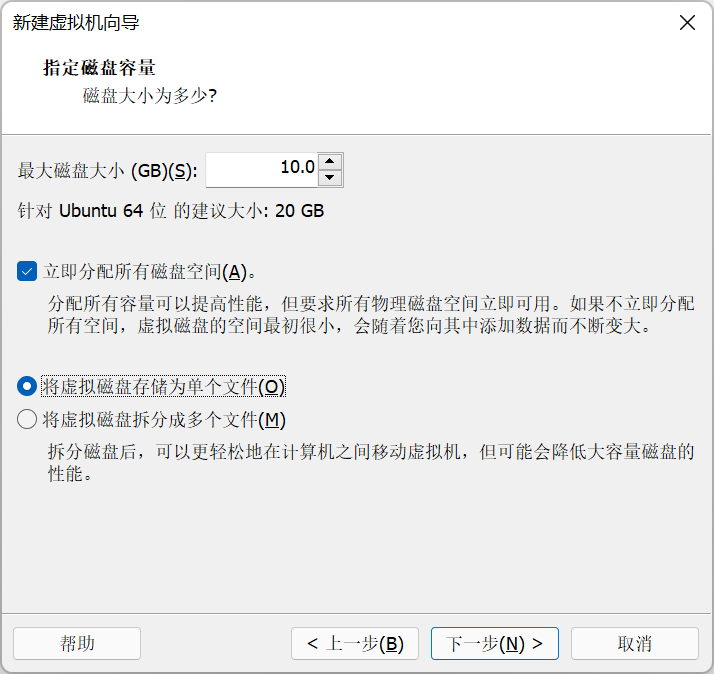 新建虚拟机向导
指定磁盘容量
磁盘大小为多少?
最大磁盘大小 (GB)(S): 10.0
针对 Ubuntu 64 位 的建议大小: 20 GB
立即分配所有磁盘空间(A)。
分配所有容量可以提高性能，但要求所有物理磁盘空间立即可用。如果不立即分配
所有空间，虚拟磁盘的空间最初很小，会随着您向其中添加数据而不断变大。
将虚拟磁盘存储为单个文件(O)
将虚拟磁盘拆分成多个文件(M)
拆分磁盘后，可以更轻松地在计算机之间移动虚拟机，但可能会降低大容量磁盘的
性能。
帮助 < 上一步(B) 下一步(N) > 取消